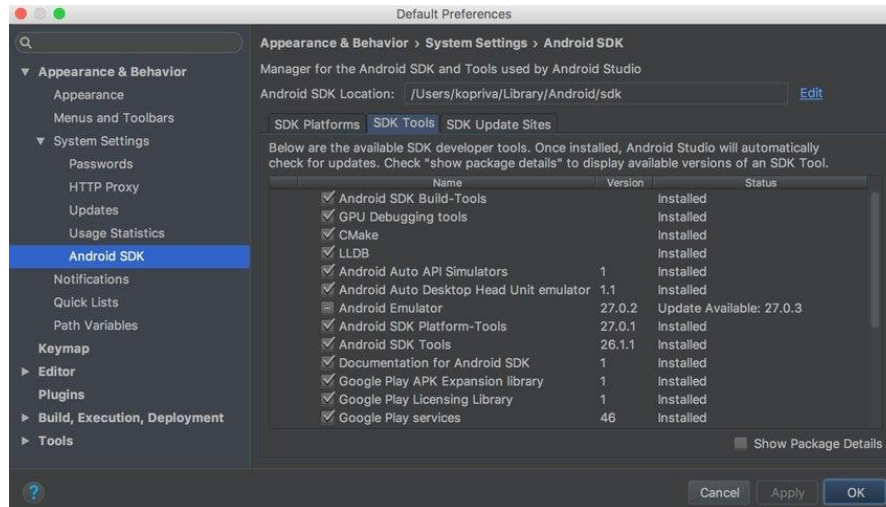 Default Preferences
Appearance & Behavior
Appearance
Menus and Toolbars
System Settings
Passwords
HTTP Proxy
Updates
Usage Statistics
Android SDK
Notifications
Quick Lists
Path Variables
Keymap
Editor
Plugins
Build, Execution, Deployment
Tools
Appearance & Behavior › System Settings › Android SDK
Manager for the Android SDK and Tools used by Android Studio
Android SDK Location: /Users/kopriva/Library/Android/sdk Edit
SDK Platforms SDK Tools SDK Update Sites
Below are the available SDK developer tools. Once installed, Android Studio will automatically
check for updates. Check "show package details" to display available versions of an SDK Tool.
Name Version Status
Android SDK Build-Tools Installed
GPU Debugging tools Installed
CMake Installed
LLDB Installed
Android Auto API Simulators 1 Installed
Android Auto Desktop Head Unit emulator 1.1 Installed
Android Emulator 27.0.2 Update Available: 27.0.3
Android SDK Platform-Tools 27.0.1 Installed
Android SDK Tools 26.1.1 Installed
Documentation for Android SDK 1 Installed
Google Play APK Expansion library 1 Installed
Google Play Licensing Library 1 Installed
Google Play services 46 Installed
Show Package Details
? Cancel Apply OK